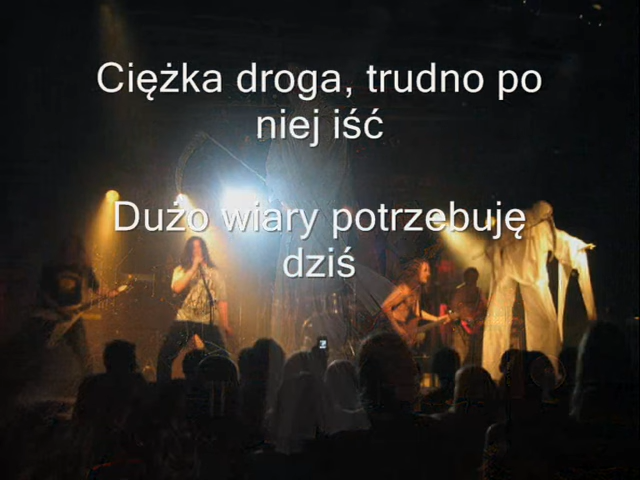 Ciężka droga, trudno po
niej iść
Dużo wiary potrzebuję
dziś